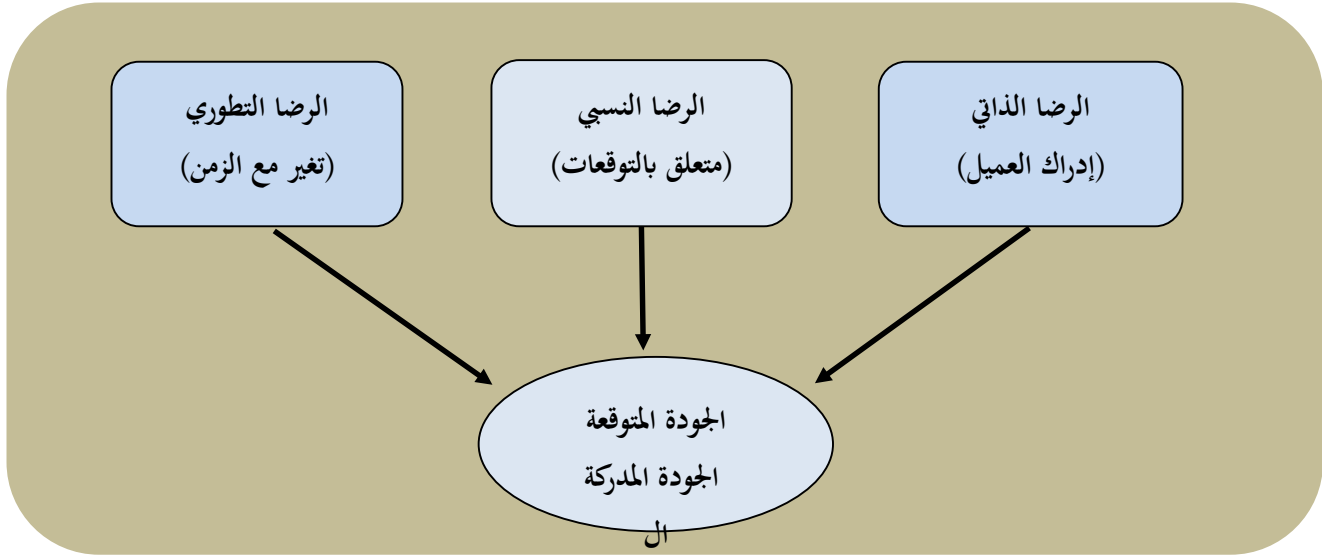 الرضا الذاتي
(إدراك العميل)
الرضا النسبي
(متعلق بالتوقعات)
الرضا التطوري
(تغير مع الزمن)
الجودة المتوقعة
الجودة المدركة
ال